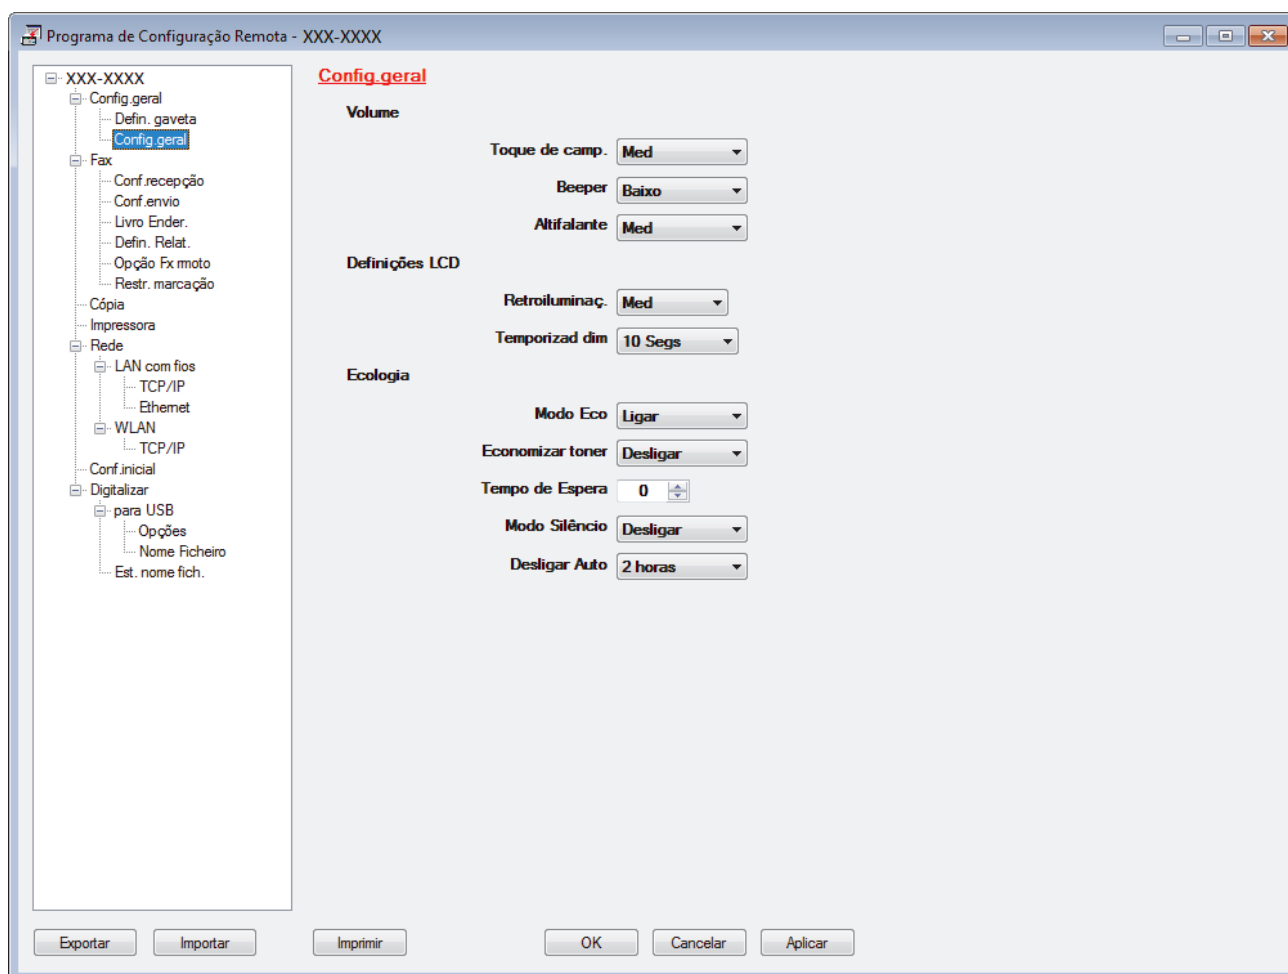 Programa de Configuração Remota - XXX-XXXX
XXX-XXXX
Config.geral
Defin. gaveta
Config.geral
Fax
Conf.recepção
Conf.envio
Livro Ender.
Defin. Relat.
Opção Fx rmoto
Restr. marcação
Cópia
Impressora
Rede
LAN com fios
TCP/IP
Ethernet
WLAN
TCP/IP
Conf.inicial
Digitalizar
para USB
Opções
Nome Ficheiro
Est. nome fich.
Config.geral
Volume
Toque de camp. Med
Beeper Baixo
Altifalante Med
Definições LCD
Retroiluminaç. Med
Temporizad dim 10 Segs
Ecologia
Modo Eco Ligar
Economizar toner Desligar
Tempo de Espera 0
Modo Silêncio Desligar
Desligar Auto 2 horas
Exportar Importar Imprimir OK Cancelar Aplicar